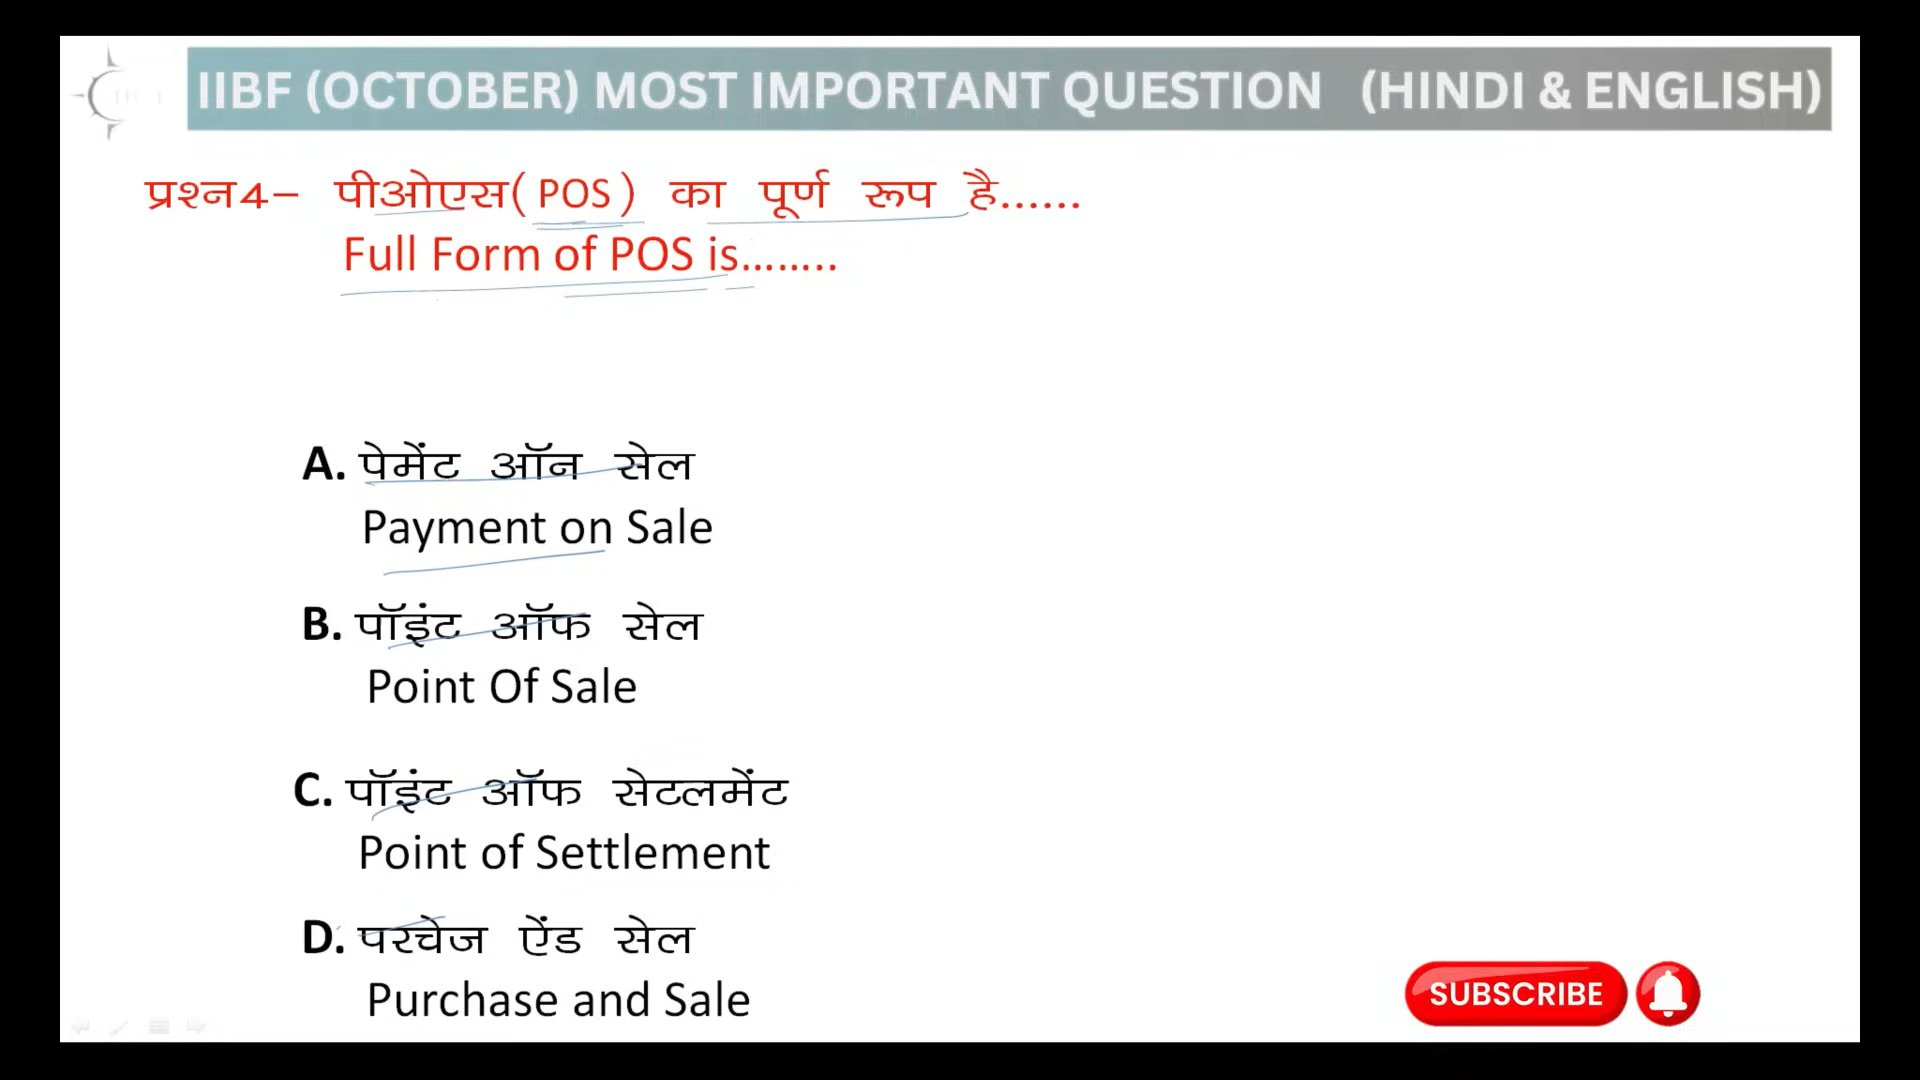 IIBF (OCTOBER) MOST IMPORTANT QUESTION (HINDI & ENGLISH)
प्रश्न4– पीओएस(POS) का पूर्ण रूप है......
Full Form of POS is........
A. पेमेंट ऑन सेल
Payment on Sale
B. पॉइंट ऑफ सेल
Point Of Sale
C. पॉइंट ऑफ सेटलमेंट
Point of Settlement
D. परचेज ऐंड सेल
Purchase and Sale
SUBSCRIBE